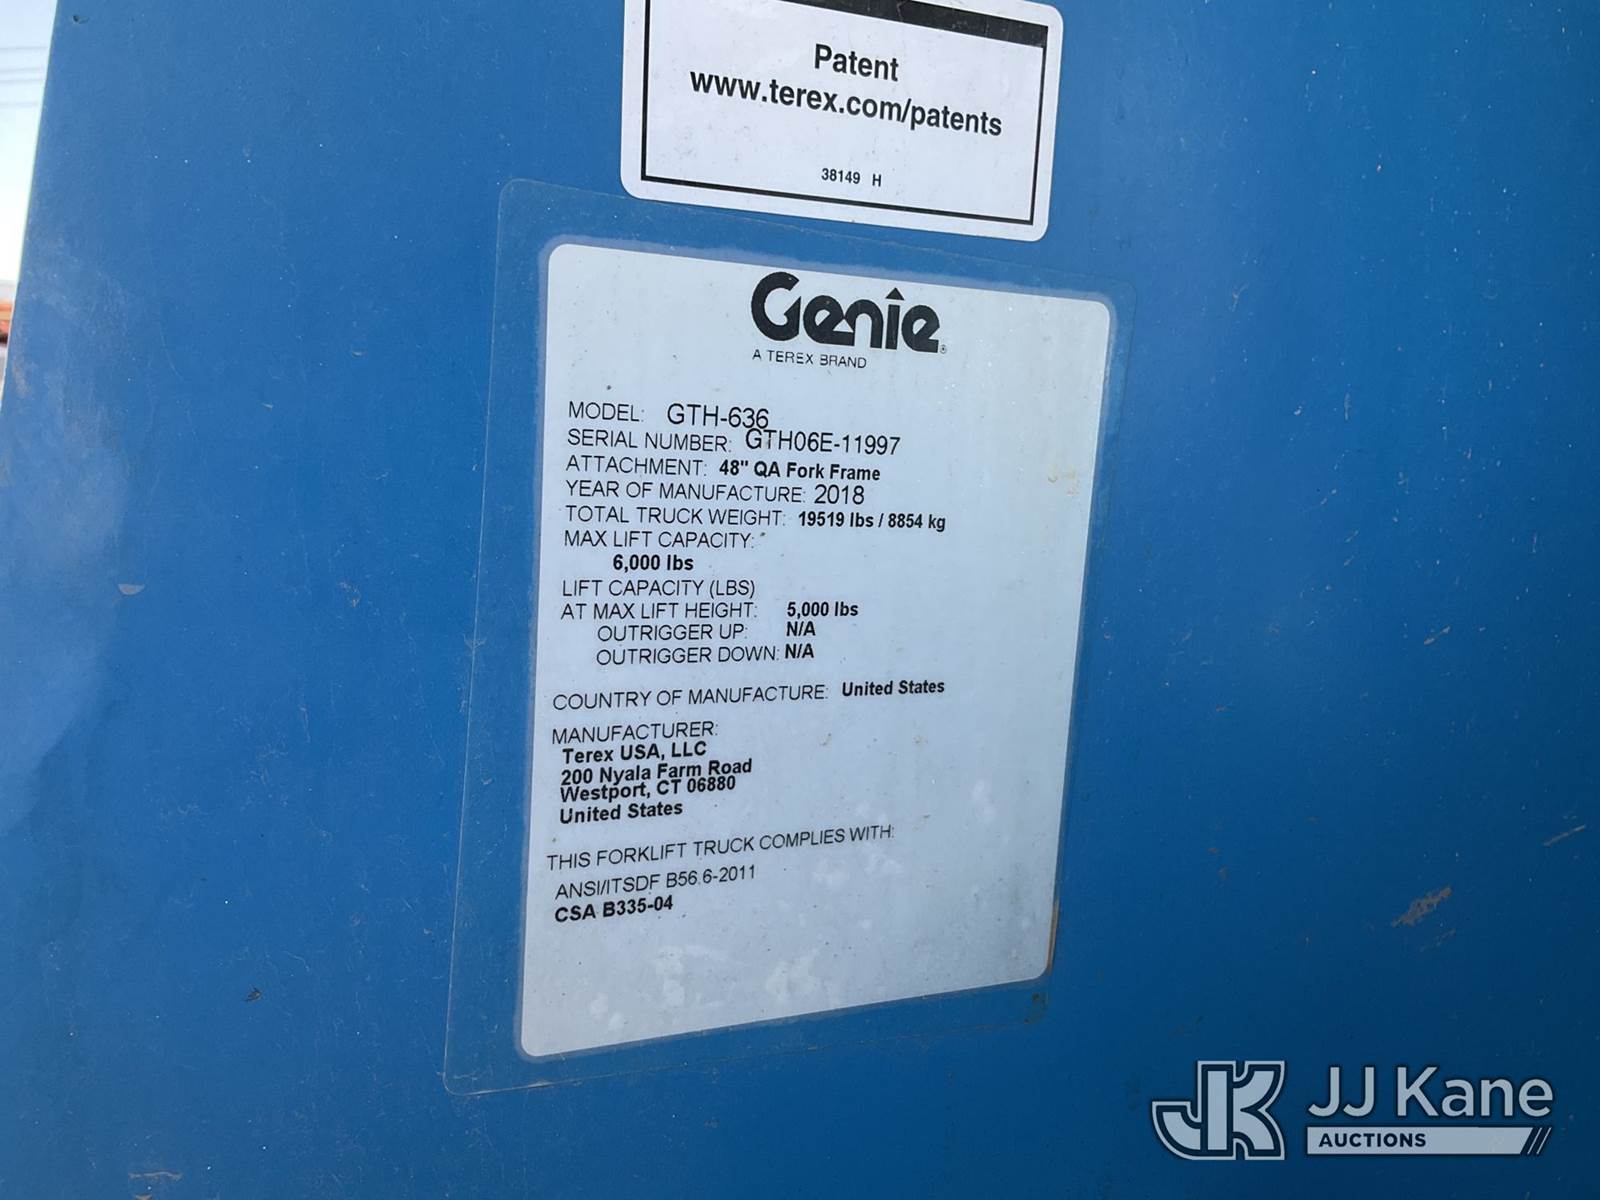 Patent
www.terex.com/patents
38149 H
Genie
A TEREX BRAND
MODEL: GTH-636
SERIAL NUMBER: GTH06E-11997
ATTACHMENT: 48" QA Fork Frame
YEAR OF MANUFACTURE: 2018
TOTAL TRUCK WEIGHT: 19519 lbs / 8854 kg
MAX LIFT CAPACITY:
6,000 lbs
LIFT CAPACITY (LBS)
AT MAX LIFT HEIGHT: 5,000 lbs
OUTRIGGER UP: N/A
OUTRIGGER DOWN: N/A
COUNTRY OF MANUFACTURE: United States
MANUFACTURER:
Terex USA, LLC
200 Nyala Farm Road
Westport, CT 06880
United States
THIS FORKLIFT TRUCK COMPLIES WITH:
ANSI/ITSDF B56.6-2011
CSA B335-04
JK JJ Kane
AUCTIONS